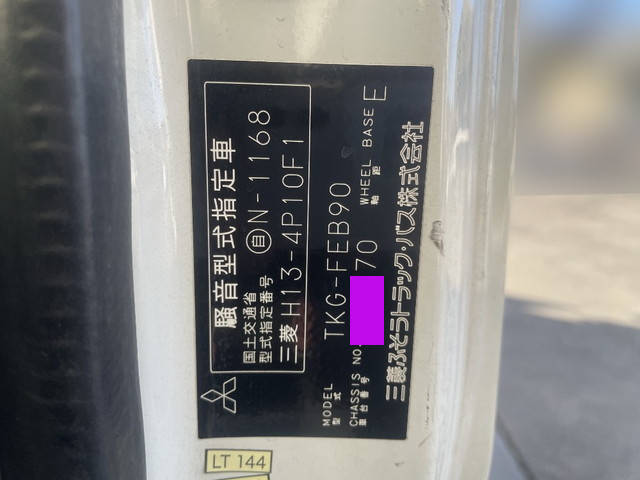 騒音型式指定車
国土交通省
型式指定番号 自N-1168
三菱 H13-4P10F1
MODEL
型式 TKG-FEB90
CHASSIS NO. 70 WHEEL BASE E
車台番号 軸距
三菱ふそうトラック・バス株式会社
LT 144